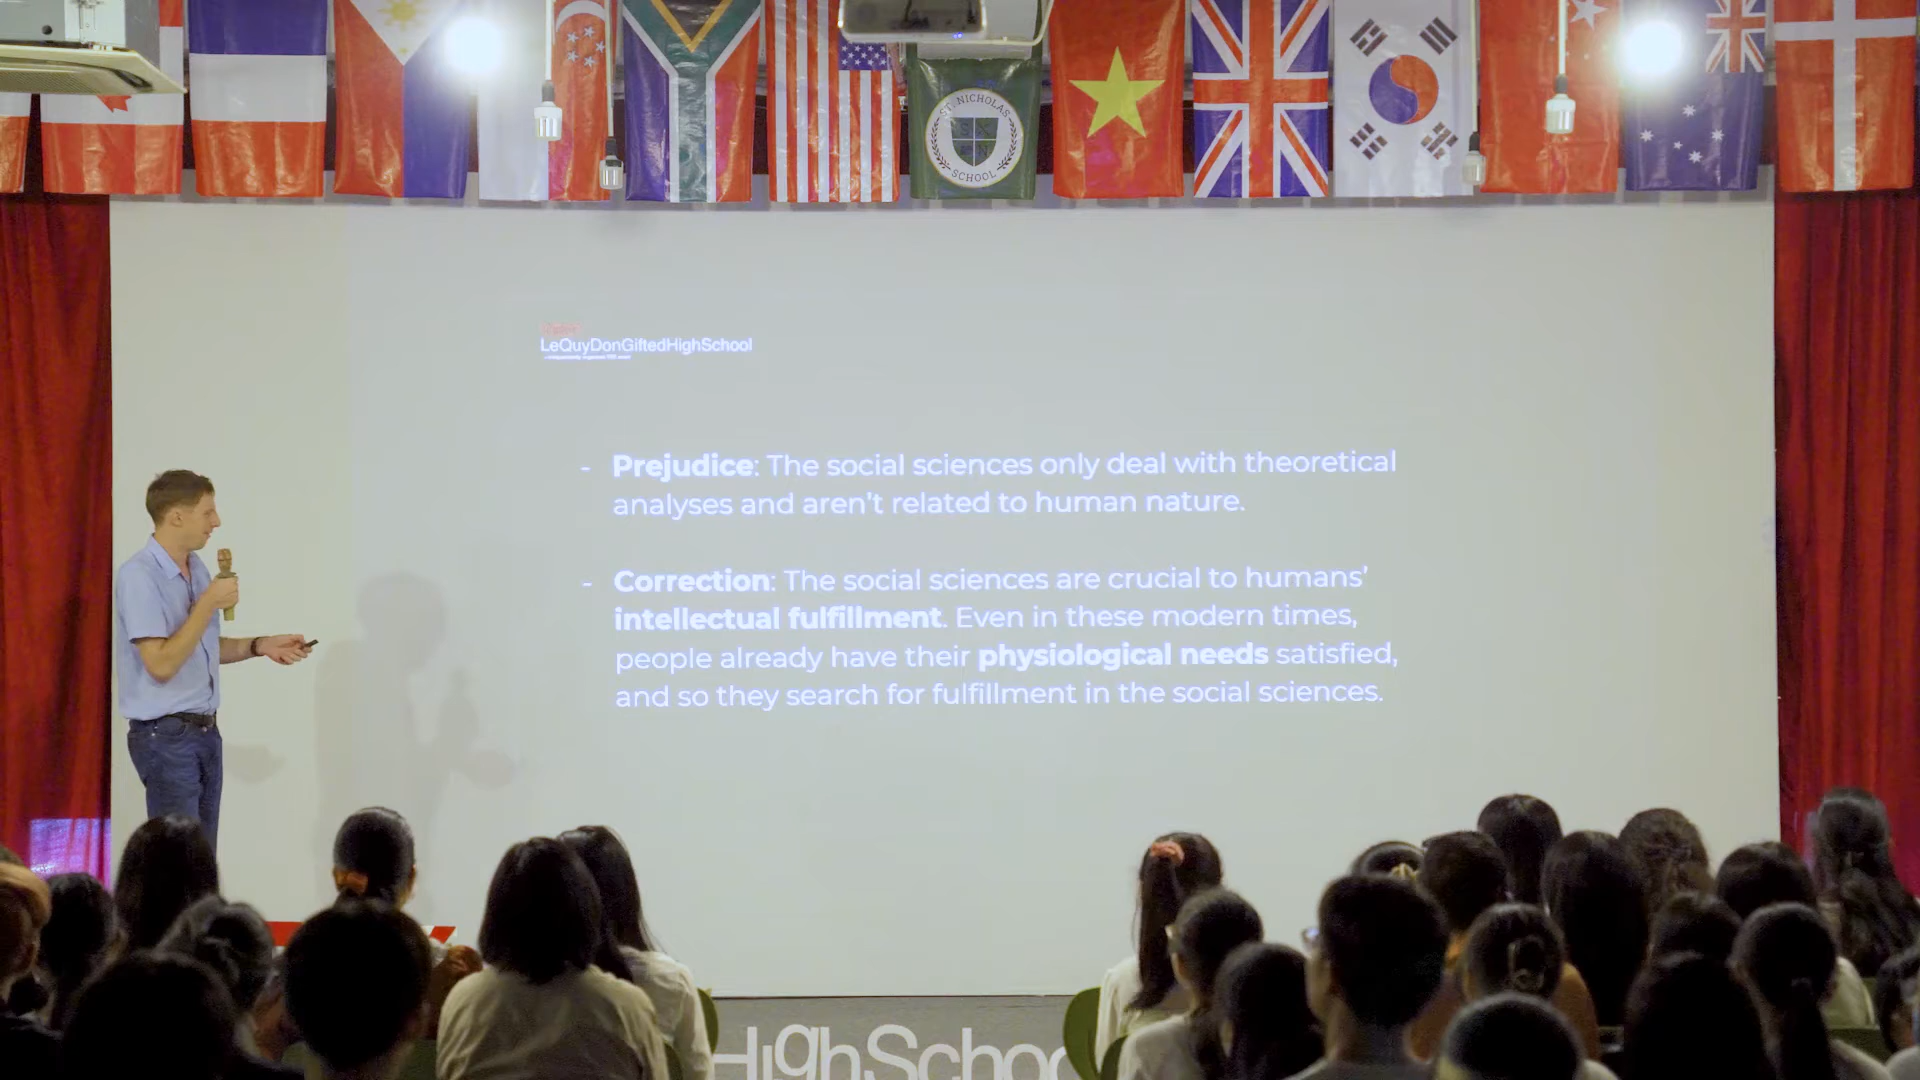 ST. NICHOLAS
SCHOOL
LeQuyDonGiftedHighSchool
- Prejudice: The social sciences only deal with theoretical
analyses and aren't related to human nature.
- Correction: The social sciences are crucial to humans'
intellectual fulfillment. Even in these modern times,
people already have their physiological needs satisfied,
and so they search for fulfillment in the social sciences.
HighSchoo